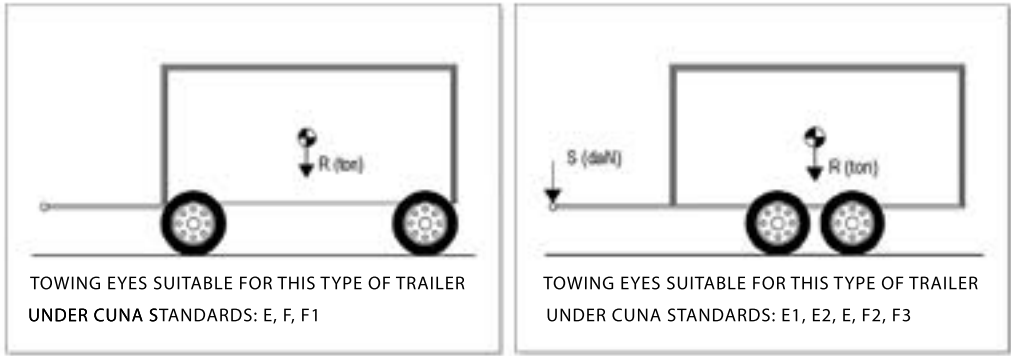 R (ton)
TOWING EYES SUITABLE FOR THIS TYPE OF TRAILER
UNDER CUNA STANDARDS: E, F, F1
S (daN)
R (ton)
TOWING EYES SUITABLE FOR THIS TYPE OF TRAILER
UNDER CUNA STANDARDS: E1, E2, E, F2, F3